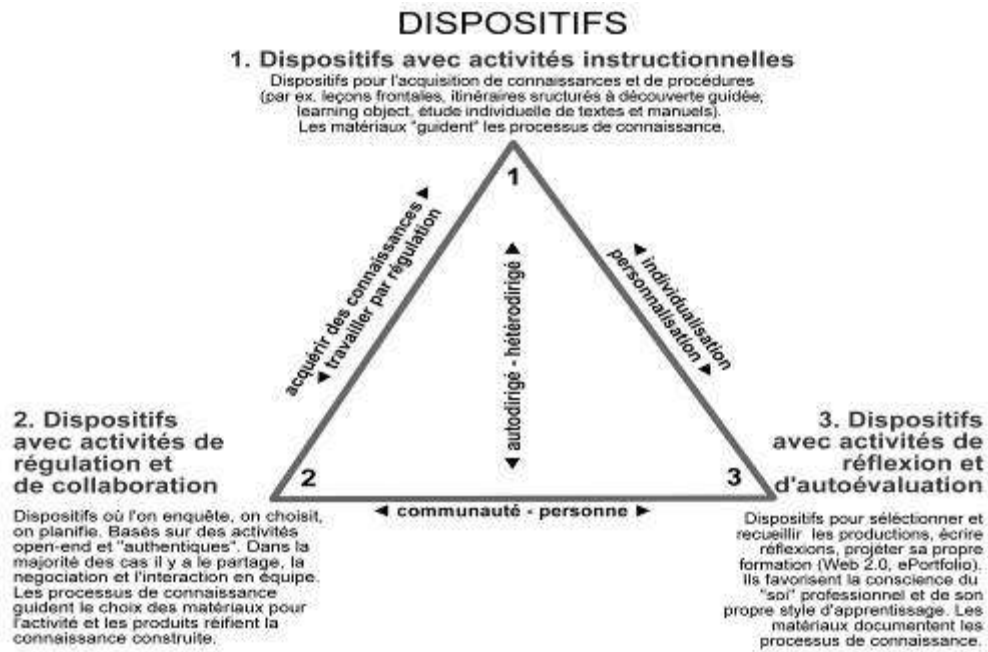 DISPOSITIFS
1. Dispositifs avec activités instructionnelles
Dispositifs pour l'acquisition de connaissances et de procédures
(par ex. leçons frontales, itinéraires sructurés à découverte guidée,
learning object, étude individuelle de textes et manuels).
Les matériaux "guident" les processus de connaissance.
1
acquérir des connaissances ▶
◀ travailler par régulation
◀ autodirigé - hétérodirigé ▶
◀ individualisation
personnalisation ▶
2. Dispositifs
avec activités de
régulation et
de collaboration
2
Dispositifs où l'on enquête, on choisit,
on planifie. Basés sur des activités
open-end et "authentiques". Dans la
majorité des cas il y a le partage, la
negociation et l'interaction en équipe.
Les processus de connaissance
guident le choix des matériaux pour
l'activité et les produits réifient la
connaissance construite.
◀ communauté - personne ▶
3. Dispositifs
avec activités de
réflexion et
d'autoévaluation
3
Dispositifs pour séléctionner et
recueillir les productions, écrire
réflexions, projéter sa propre
formation (Web 2.0, ePortfolio).
Ils favorisent la conscience du
"soi" professionnel et de son
propre style d'apprentissage. Les
matériaux documentent les
processus de connaissance.